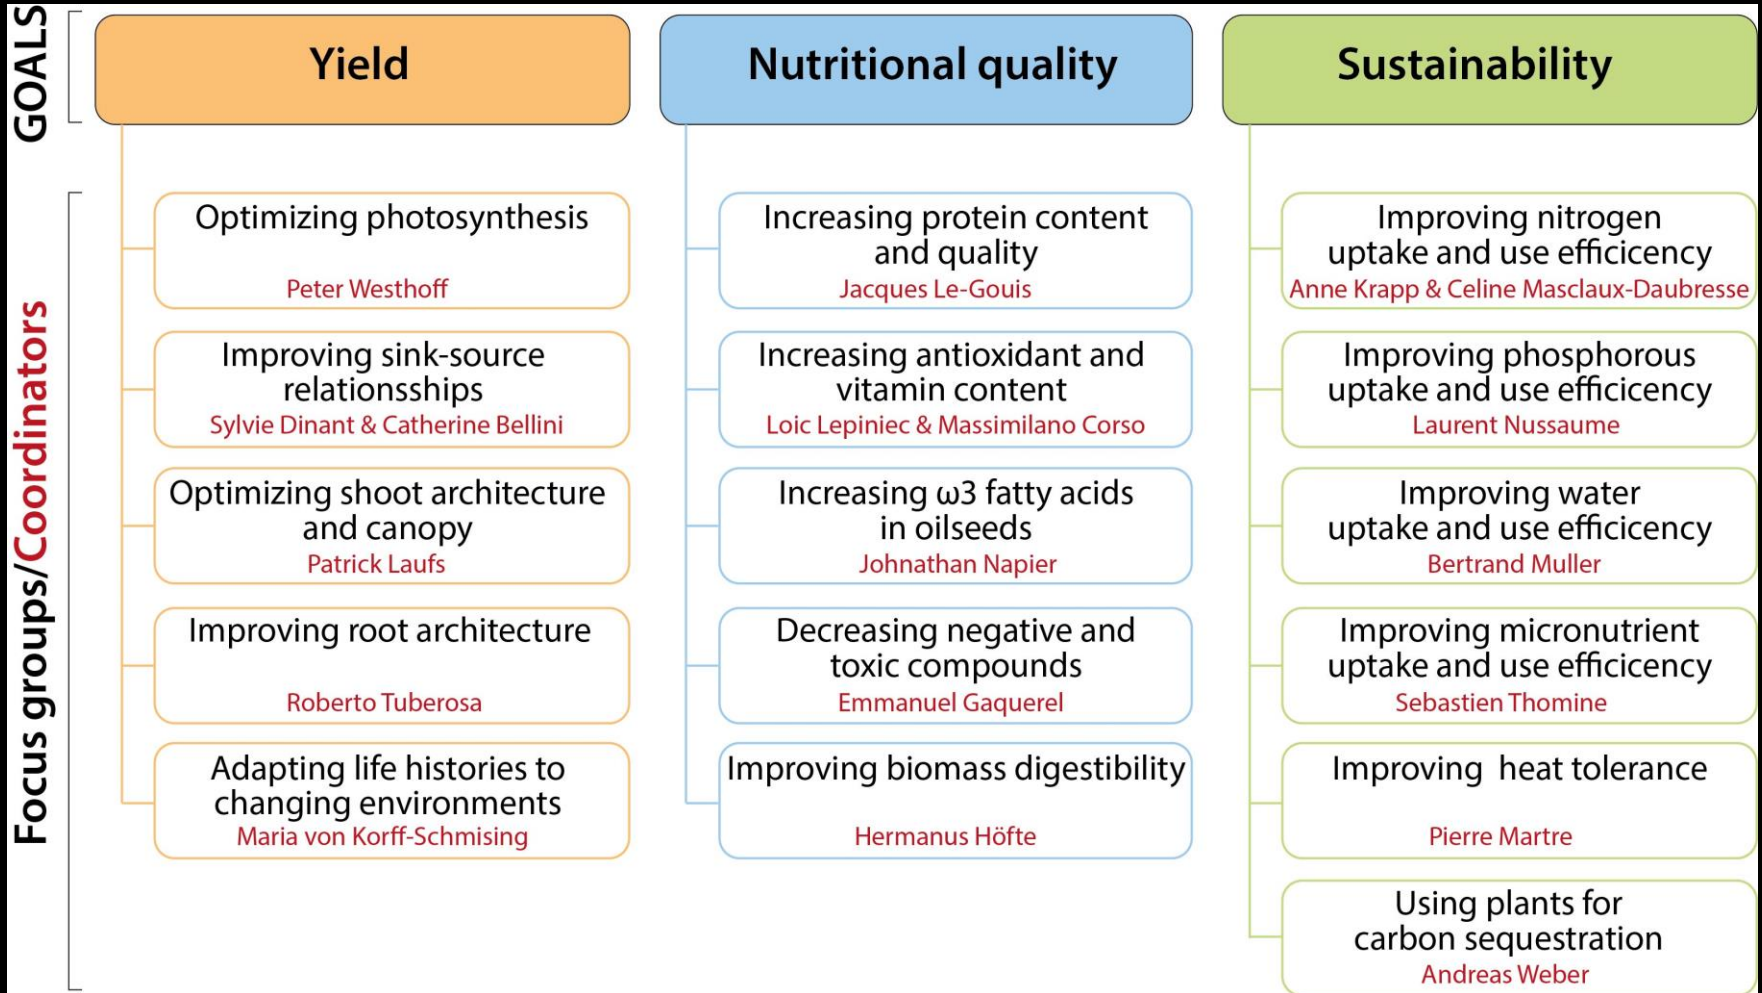 GOALS
Yield
Nutritional quality
Sustainability
Focus groups/Coordinators
Optimizing photosynthesis
Peter Westhoff
Improving sink-source
relationsships
Sylvie Dinant & Catherine Bellini
Optimizing shoot architecture
and canopy
Patrick Laufs
Improving root architecture
Roberto Tuberosa
Adapting life histories to
changing environments
Maria von Korff-Schmising
Increasing protein content
and quality
Jacques Le-Gouis
Increasing antioxidant and
vitamin content
Loic Lepiniec & Massimilano Corso
Increasing ω3 fatty acids
in oilseeds
Johnathan Napier
Decreasing negative and
toxic compounds
Emmanuel Gaquerel
Improving biomass digestibility
Hermanus Höfte
Improving nitrogen
uptake and use efficicency
Anne Krapp & Celine Masclaux-Daubresse
Improving phosphorous
uptake and use efficicency
Laurent Nussaume
Improving water
uptake and use efficicency
Bertrand Muller
Improving micronutrient
uptake and use efficicency
Sebastien Thomine
Improving heat tolerance
Pierre Martre
Using plants for
carbon sequestration
Andreas Weber